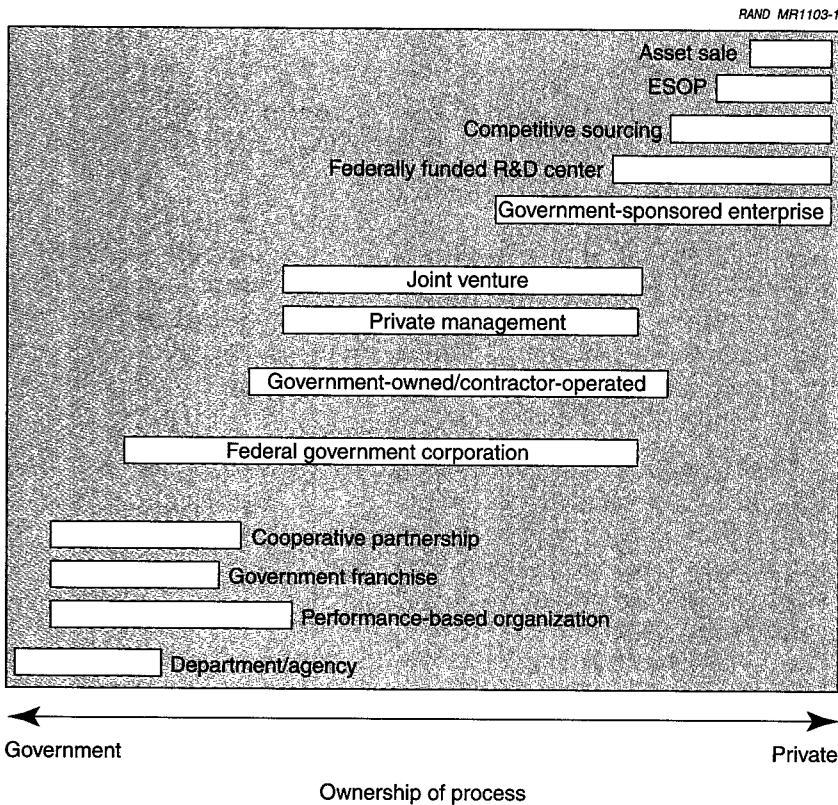 RAND MR1103-1
Asset sale
ESOP
Competitive sourcing
Federally funded R&D center
Government-sponsored enterprise
Joint venture
Private management
Government-owned/contractor-operated
Federal government corporation
Cooperative partnership
Government franchise
Performance-based organization
Department/agency
Government
Private
Ownership of process